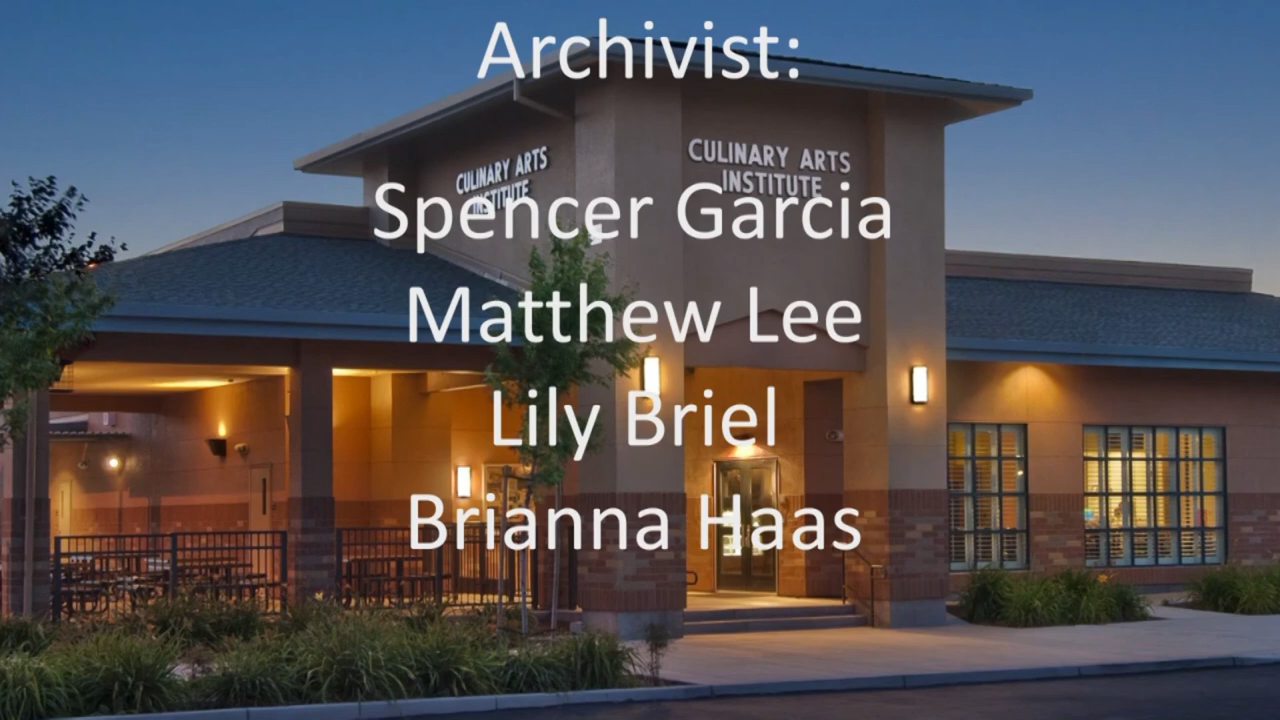 Archivist:
CULINARY ARTS
INSTITUTE
CULINARY ARTS
INSTITUTE
Spencer Garcia
Matthew Lee
Lily Briel
Brianna Haas